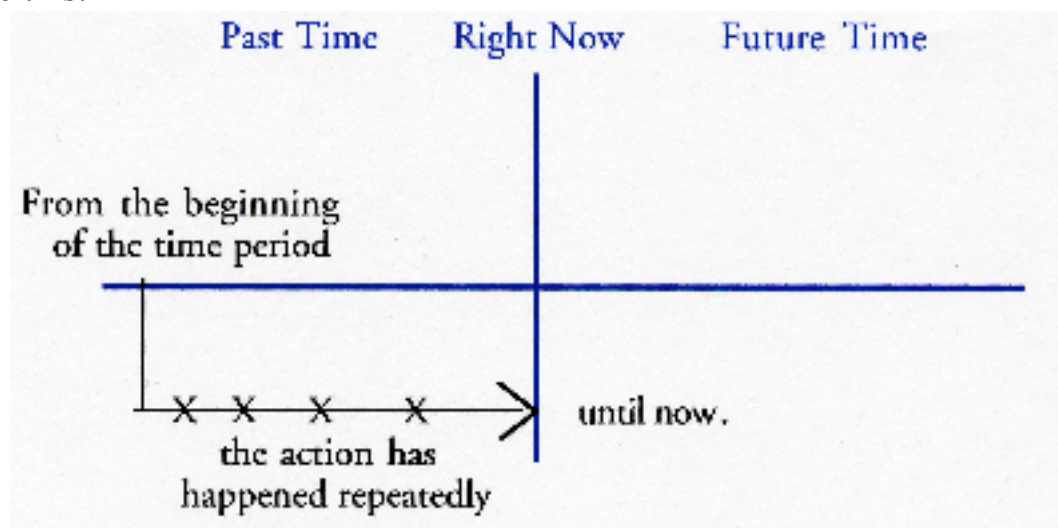 Past Time Right Now Future Time
From the beginning
of the time period
X X X X
until now.
the action has
happened repeatedly